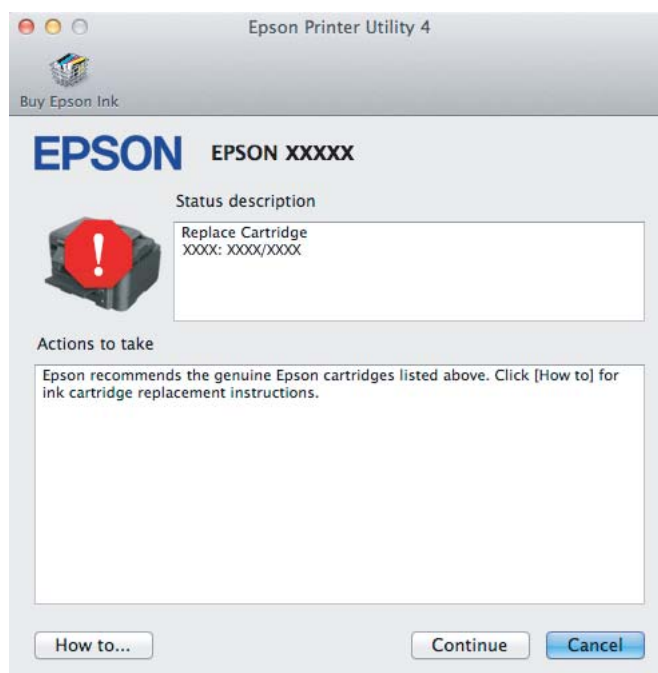 Epson Printer Utility 4
Buy Epson Ink
EPSON EPSON XXXXX
Status description
Replace Cartridge
XXXX: XXXX/XXXX
!
Actions to take
Epson recommends the genuine Epson cartridges listed above. Click [How to] for
ink cartridge replacement instructions.
How to... Continue Cancel